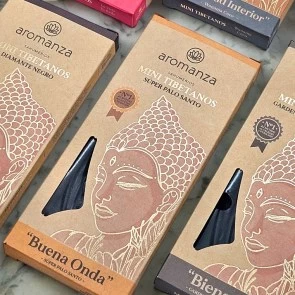 d Interior"
MINI TIBETANOS
DIAMANTE NEGRO
aromanza
MINI TIBETANOS
SUPER PALO SANTO
"Buena Onda"
SUPER PALO SANTO
aromanza
MINI TIBETANOS
GARDE
"Bien